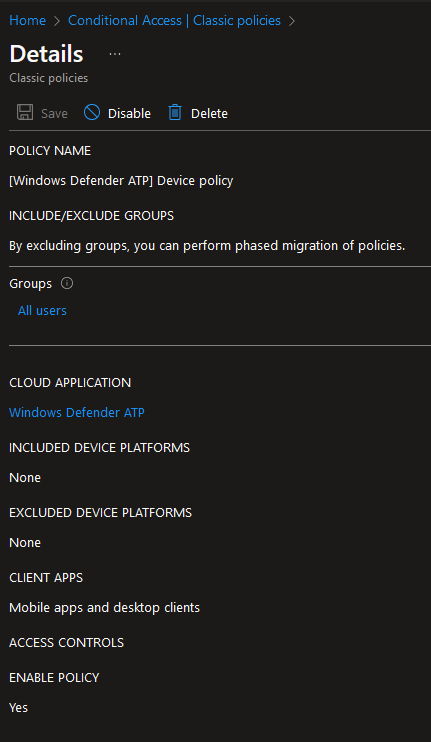 Home > Conditional Access | Classic policies >
Details ...
Classic policies
Save Disable Delete
POLICY NAME
[Windows Defender ATP] Device policy
INCLUDE/EXCLUDE GROUPS
By excluding groups, you can perform phased migration of policies.
Groups
All users
CLOUD APPLICATION
Windows Defender ATP
INCLUDED DEVICE PLATFORMS
None
EXCLUDED DEVICE PLATFORMS
None
CLIENT APPS
Mobile apps and desktop clients
ACCESS CONTROLS
ENABLE POLICY
Yes